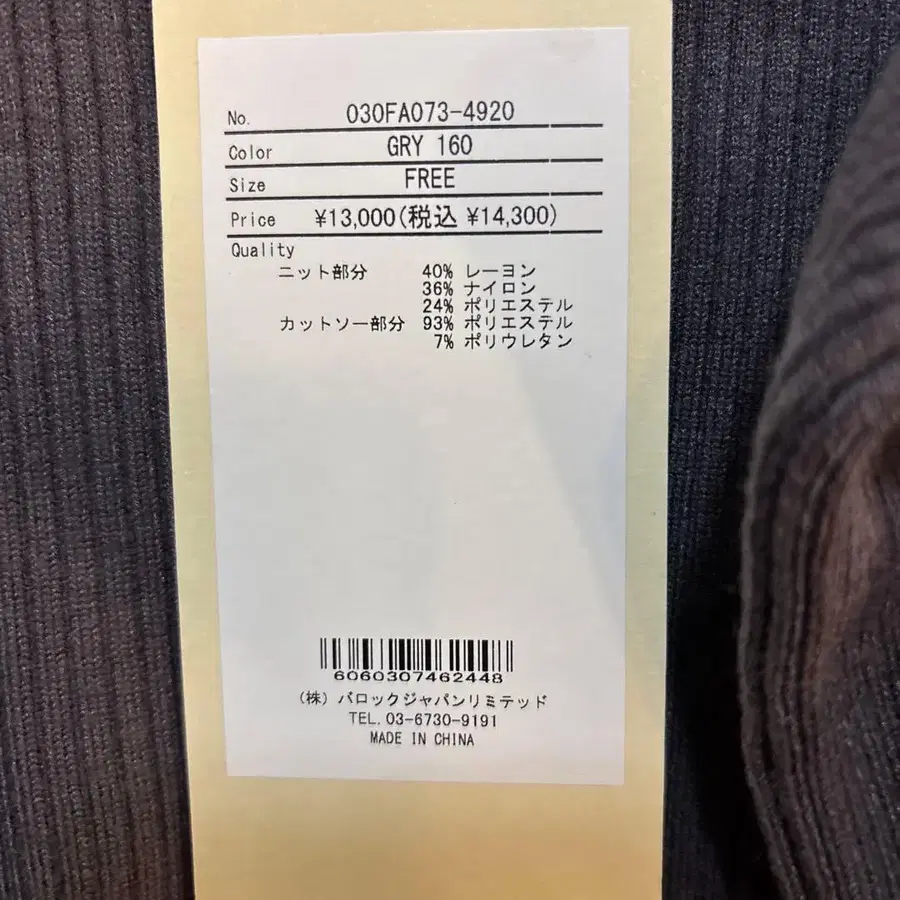 No. 030FA073-4920
Color GRY 160
Size FREE
Price ¥13,000(税込 ¥14,300)
Quality
ニット部分 40% レーヨン
36% ナイロン
24% ポリエステル
カットソー部分 93% ポリエステル
7% ポリウレタン
6060307462448
(株) バロックジャパンリミテッド
TEL. 03-6730-9191
MADE IN CHINA